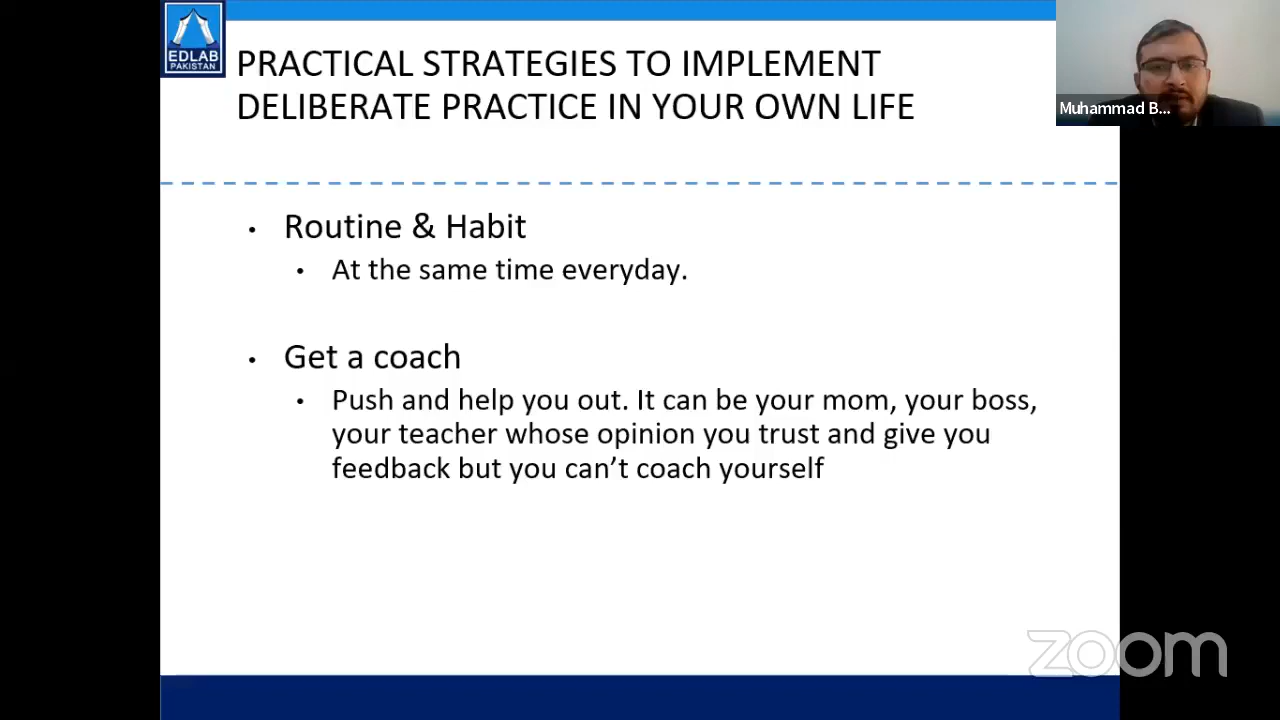 EDLAB
PAKISTAN
PRACTICAL STRATEGIES TO IMPLEMENT
DELIBERATE PRACTICE IN YOUR OWN LIFE
Muhammad B...
• Routine & Habit
• At the same time everyday.
• Get a coach
• Push and help you out. It can be your mom, your boss,
your teacher whose opinion you trust and give you
feedback but you can’t coach yourself
zoom